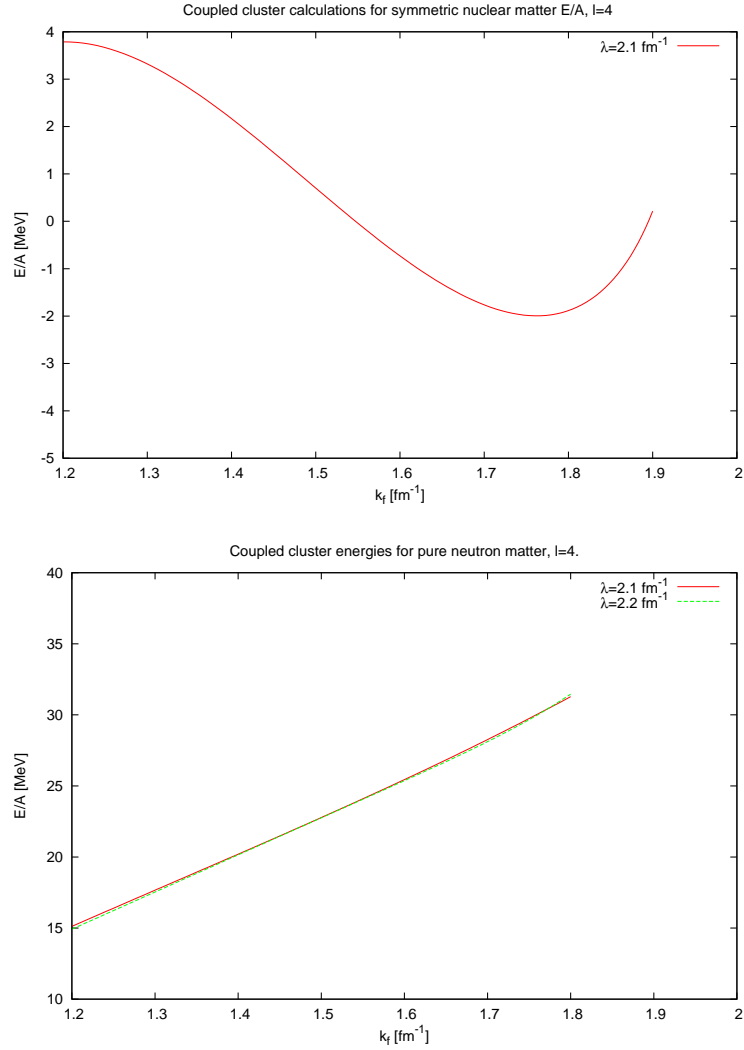 Coupled cluster calculations for symmetric nuclear matter E/A, l=4
λ=2.1 fm⁻¹
4
3
2
1
0
-1
-2
-3
-4
-5
E/A [MeV]
1.2 1.3 1.4 1.5 1.6 1.7 1.8 1.9 2
k_f [fm⁻¹]
Coupled cluster energies for pure neutron matter, l=4.
λ=2.1 fm⁻¹
λ=2.2 fm⁻¹
40
35
30
25
20
15
10
E/A [MeV]
1.2 1.3 1.4 1.5 1.6 1.7 1.8 1.9 2
k_f [fm⁻¹]